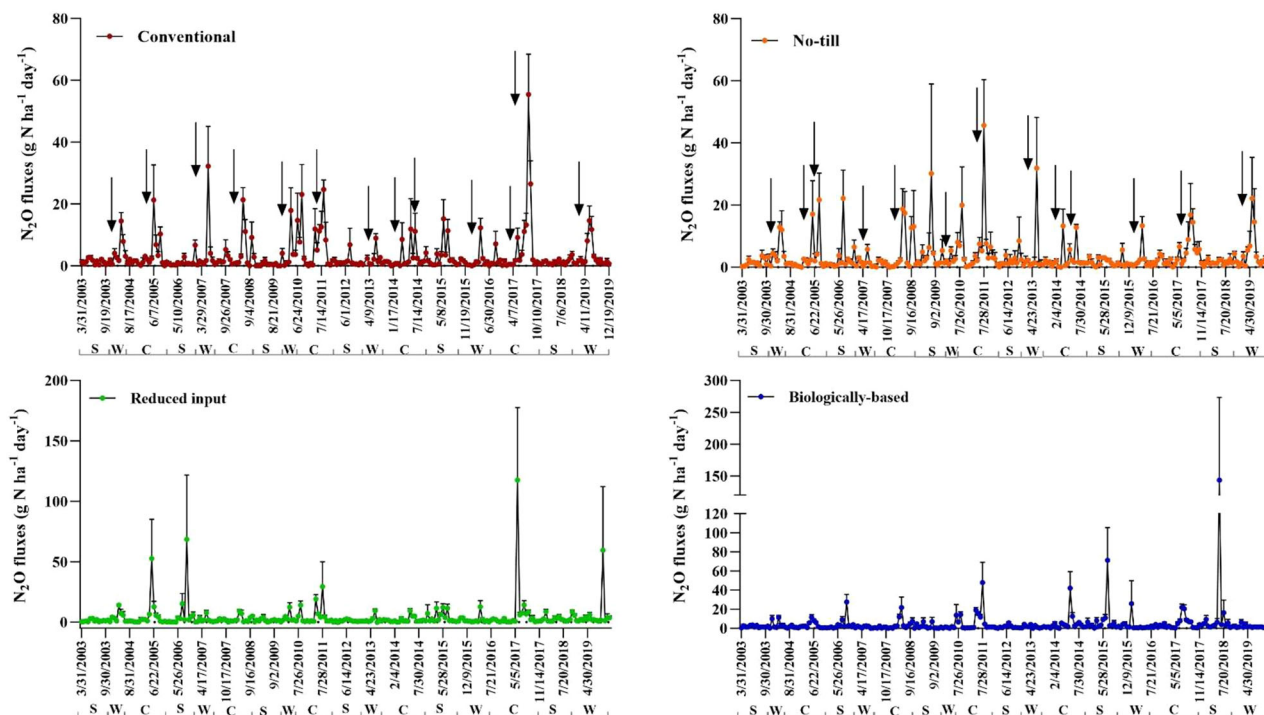 Conventional
N₂O fluxes (g N ha⁻¹ day⁻¹)
80
60
40
20
0
3/31/2003 9/19/2003 8/17/2004 6/7/2005 5/10/2006 3/29/2007 9/26/2007 9/4/2008 8/21/2009 6/24/2010 7/14/2011 6/1/2012 4/9/2013 1/17/2014 7/14/2014 5/8/2015 11/19/2015 6/30/2016 4/7/2017 10/10/2017 7/6/2018 4/11/2019 12/19/2019
S W C S W C S W C S W C S W C S W
No-till
N₂O fluxes (g N ha⁻¹ day⁻¹)
80
60
40
20
0
3/31/2003 9/30/2003 8/31/2004 6/22/2005 5/26/2006 4/17/2007 10/17/2007 9/16/2008 9/2/2009 7/26/2010 7/28/2011 6/14/2012 4/23/2013 2/4/2014 7/30/2014 5/28/2015 12/9/2015 7/21/2016 5/5/2017 11/14/2017 7/20/2018 4/30/2019
S W C S W C S W C S W C S W C S W
Reduced input
N₂O fluxes (g N ha⁻¹ day⁻¹)
200
150
100
50
0
3/31/2003 9/30/2003 8/31/2004 6/22/2005 5/26/2006 4/17/2007 10/17/2007 9/16/2008 9/2/2009 7/26/2010 7/28/2011 6/14/2012 4/23/2013 2/4/2014 7/30/2014 5/28/2015 12/9/2015 7/21/2016 5/5/2017 11/14/2017 7/20/2018 4/30/2019
S W C S W C S W C S W C S W C S W
Biologically-based
N₂O fluxes (g N ha⁻¹ day⁻¹)
300
250
200
150
120
100
80
60
40
20
0
3/31/2003 9/30/2003 8/31/2004 6/22/2005 5/26/2006 4/17/2007 10/17/2007 9/16/2008 9/2/2009 7/26/2010 7/28/2011 6/14/2012 4/23/2013 2/4/2014 7/30/2014 5/28/2015 12/9/2015 7/21/2016 5/5/2017 11/14/2017 7/20/2018 4/30/2019
S W C S W C S W C S W C S W C S W